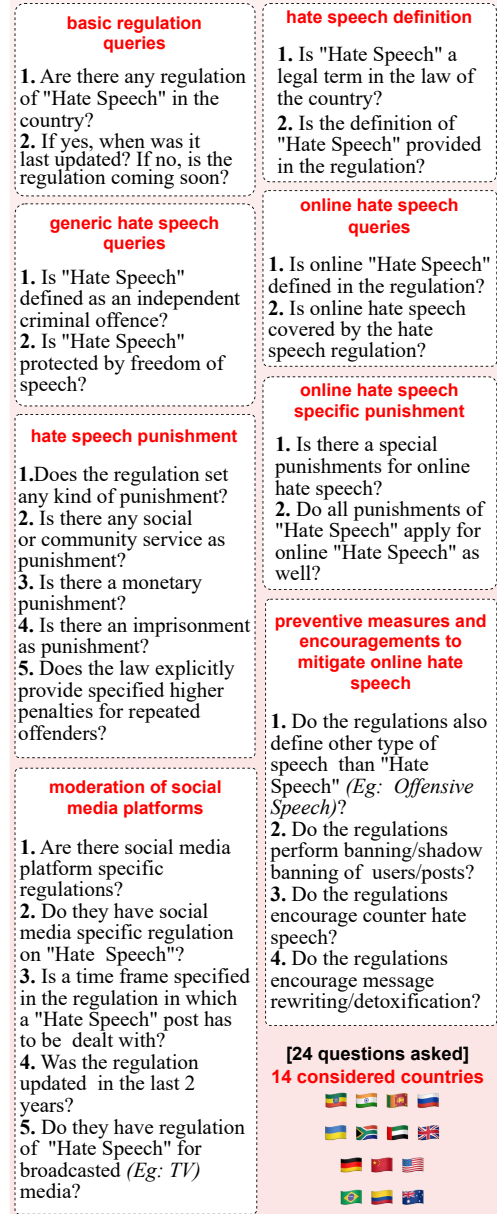 basic regulation
queries
1. Are there any regulation
of "Hate Speech" in the
country?
2. If yes, when was it
last updated? If no, is the
regulation coming soon?
generic hate speech
queries
1. Is "Hate Speech"
defined as an independent
criminal offence?
2. Is "Hate Speech"
protected by freedom of
speech?
hate speech punishment
1.Does the regulation set
any kind of punishment?
2. Is there any social
or community service as
punishment?
3. Is there a monetary
punishment?
4. Is there an imprisonment
as punishment?
5. Does the law explicitly
provide specified higher
penalties for repeated
offenders?
moderation of social
media platforms
1. Are there social media
platform specific
regulations?
2. Do they have social
media specific regulation
on "Hate Speech"?
3. Is a time frame specified
in the regulation in which
a "Hate Speech" post has
to be dealt with?
4. Was the regulation
updated in the last 2
years?
5. Do they have regulation
of "Hate Speech" for
broadcasted (Eg: TV)
media?
hate speech definition
1. Is "Hate Speech" a
legal term in the law of
the country?
2. Is the definition of
"Hate Speech" provided
in the regulation?
online hate speech
queries
1. Is online "Hate Speech"
defined in the regulation?
2. Is online hate speech
covered by the hate
speech regulation?
online hate speech
specific punishment
1. Is there a special
punishments for online
hate speech?
2. Do all punishments of
"Hate Speech" apply for
online "Hate Speech" as
well?
preventive measures and
encouragements to
mitigate online hate
speech
1. Do the regulations also
define other type of
speech than "Hate
Speech" (Eg: Offensive
Speech)?
2. Do the regulations
perform banning/shadow
banning of users/posts?
3. Do the regulations
encourage counter hate
speech?
4. Do the regulations
encourage message
rewriting/detoxification?
[24 questions asked]
14 considered countries